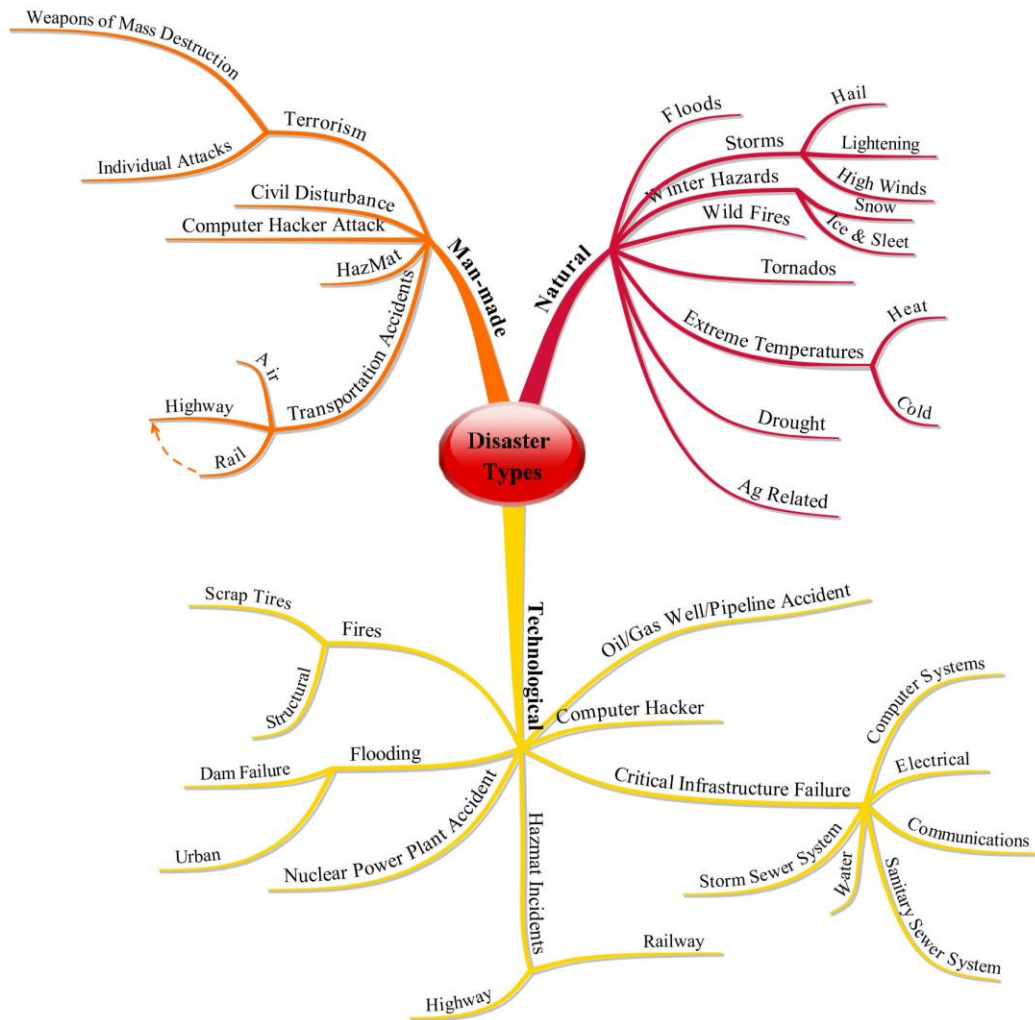 Weapons of Mass Destruction
Terrorism
Individual Attacks
Civil Disturbance
Computer Hacker Attack
HazMat
Transportation Accidents
Air
Highway
Rail
Man-made
Natural
Floods
Storms
Hail
Lightening
High Winds
Winter Hazards
Snow
Ice & Sleet
Wild Fires
Tornados
Extreme Temperatures
Heat
Cold
Drought
Ag Related
Disaster
Types
Technological
Scrap Tires
Fires
Structural
Flooding
Dam Failure
Urban
Nuclear Power Plant Accident
Hazmat Incidents
Railway
Highway
Oil/Gas Well/Pipeline Accident
Computer Hacker
Critical Infrastructure Failure
Computer Systems
Electrical
Communications
Storm Sewer System
Water
Sanitary Sewer System